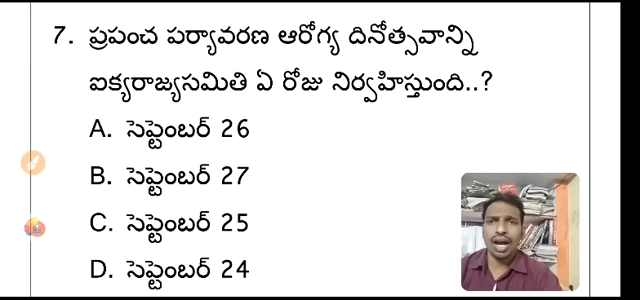 7. ప్రపంచ పర్యావరణ ఆరోగ్య దినోత్సవాన్ని
ఐక్యరాజ్యసమితి ఏ రోజు నిర్వహిస్తుంది..?
A. సెప్టెంబర్ 26
B. సెప్టెంబర్ 27
C. సెప్టెంబర్ 25
D. సెప్టెంబర్ 24